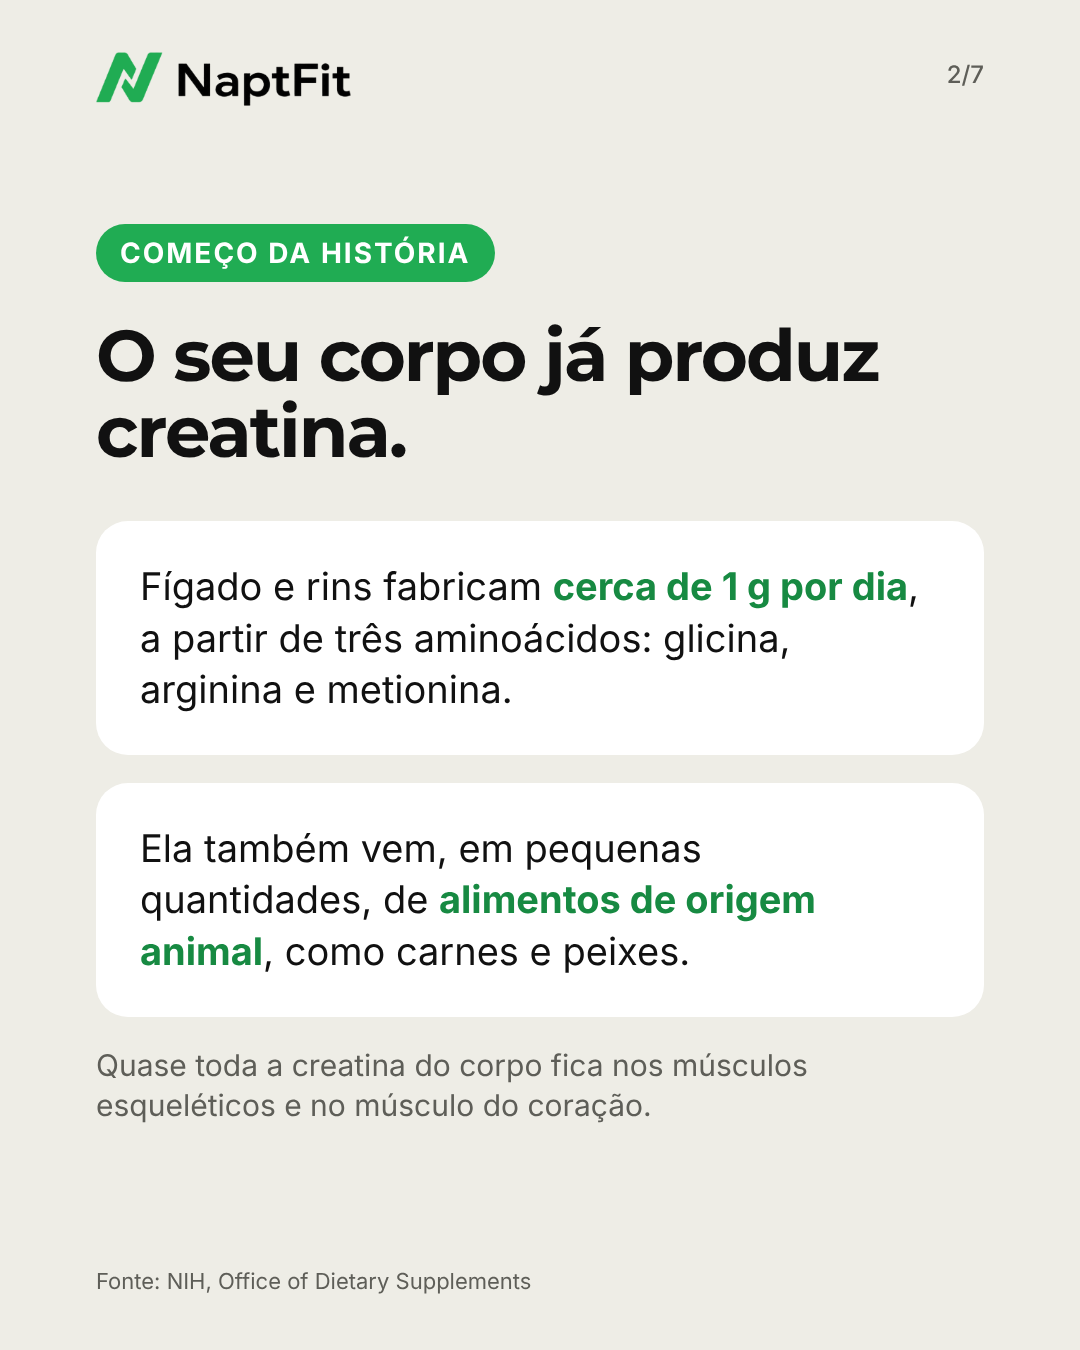 NaptFit
2/7
COMEÇO DA HISTÓRIA
O seu corpo já produz
creatina.
Fígado e rins fabricam cerca de 1 g por dia,
a partir de três aminoácidos: glicina,
arginina e metionina.
Ela também vem, em pequenas
quantidades, de alimentos de origem
animal, como carnes e peixes.
Quase toda a creatina do corpo fica nos músculos
esqueléticos e no músculo do coração.
Fonte: NIH, Office of Dietary Supplements